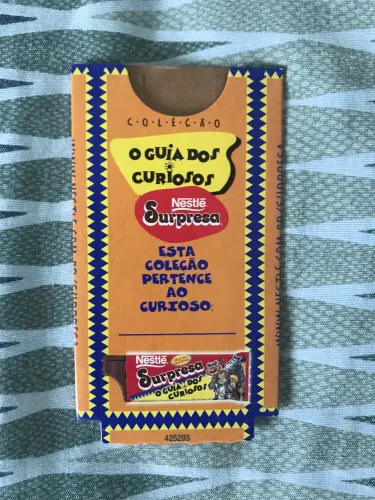 C·O·L·E·Ç·Ã·O
O GUIA DOS
CURIOSOS
Nestlé
Surpresa
ESTA
COLEÇÃO
PERTENCE
AO
CURIOSO:
Nestlé
Surpresa
O GUIA DOS
CURIOSOS
425293
WWW.NESTLE.COM.BR/SURPRESA
WWW.NESTLE.COM.BR/SURPRESA